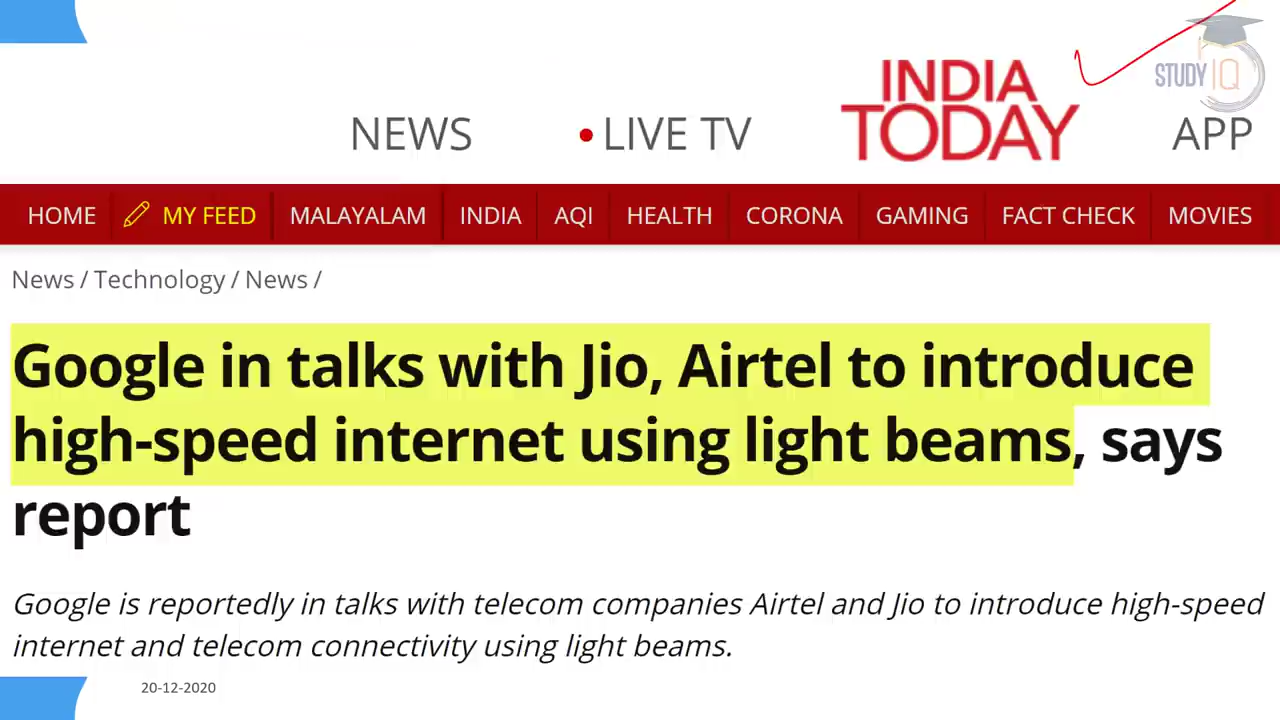 STUDY IQ
INDIA
TODAY
NEWS LIVE TV APP
HOME MY FEED MALAYALAM INDIA AQI HEALTH CORONA GAMING FACT CHECK MOVIES
News / Technology / News /
Google in talks with Jio, Airtel to introduce
high-speed internet using light beams, says
report
Google is reportedly in talks with telecom companies Airtel and Jio to introduce high-speed
internet and telecom connectivity using light beams.
20-12-2020